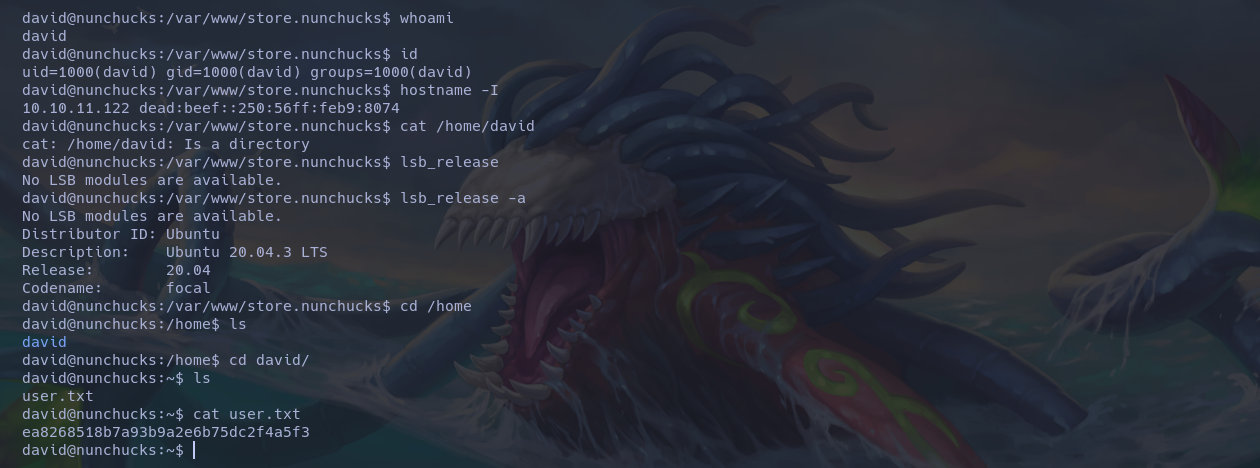 david@nunchucks:/var/www/store.nunchucks$ whoami
david
david@nunchucks:/var/www/store.nunchucks$ id
uid=1000(david) gid=1000(david) groups=1000(david)
david@nunchucks:/var/www/store.nunchucks$ hostname -I
10.10.11.122 dead:beef::250:56ff:feb9:8074
david@nunchucks:/var/www/store.nunchucks$ cat /home/david
cat: /home/david: Is a directory
david@nunchucks:/var/www/store.nunchucks$ lsb_release
No LSB modules are available.
david@nunchucks:/var/www/store.nunchucks$ lsb_release -a
No LSB modules are available.
Distributor ID: Ubuntu
Description:    Ubuntu 20.04.3 LTS
Release:        20.04
Codename:       focal
david@nunchucks:/var/www/store.nunchucks$ cd /home
david@nunchucks:/home$ ls
david
david@nunchucks:/home$ cd david/
david@nunchucks:~$ ls
user.txt
david@nunchucks:~$ cat user.txt
ea8268518b7a93b9a2e6b75dc2f4a5f3
david@nunchucks:~$